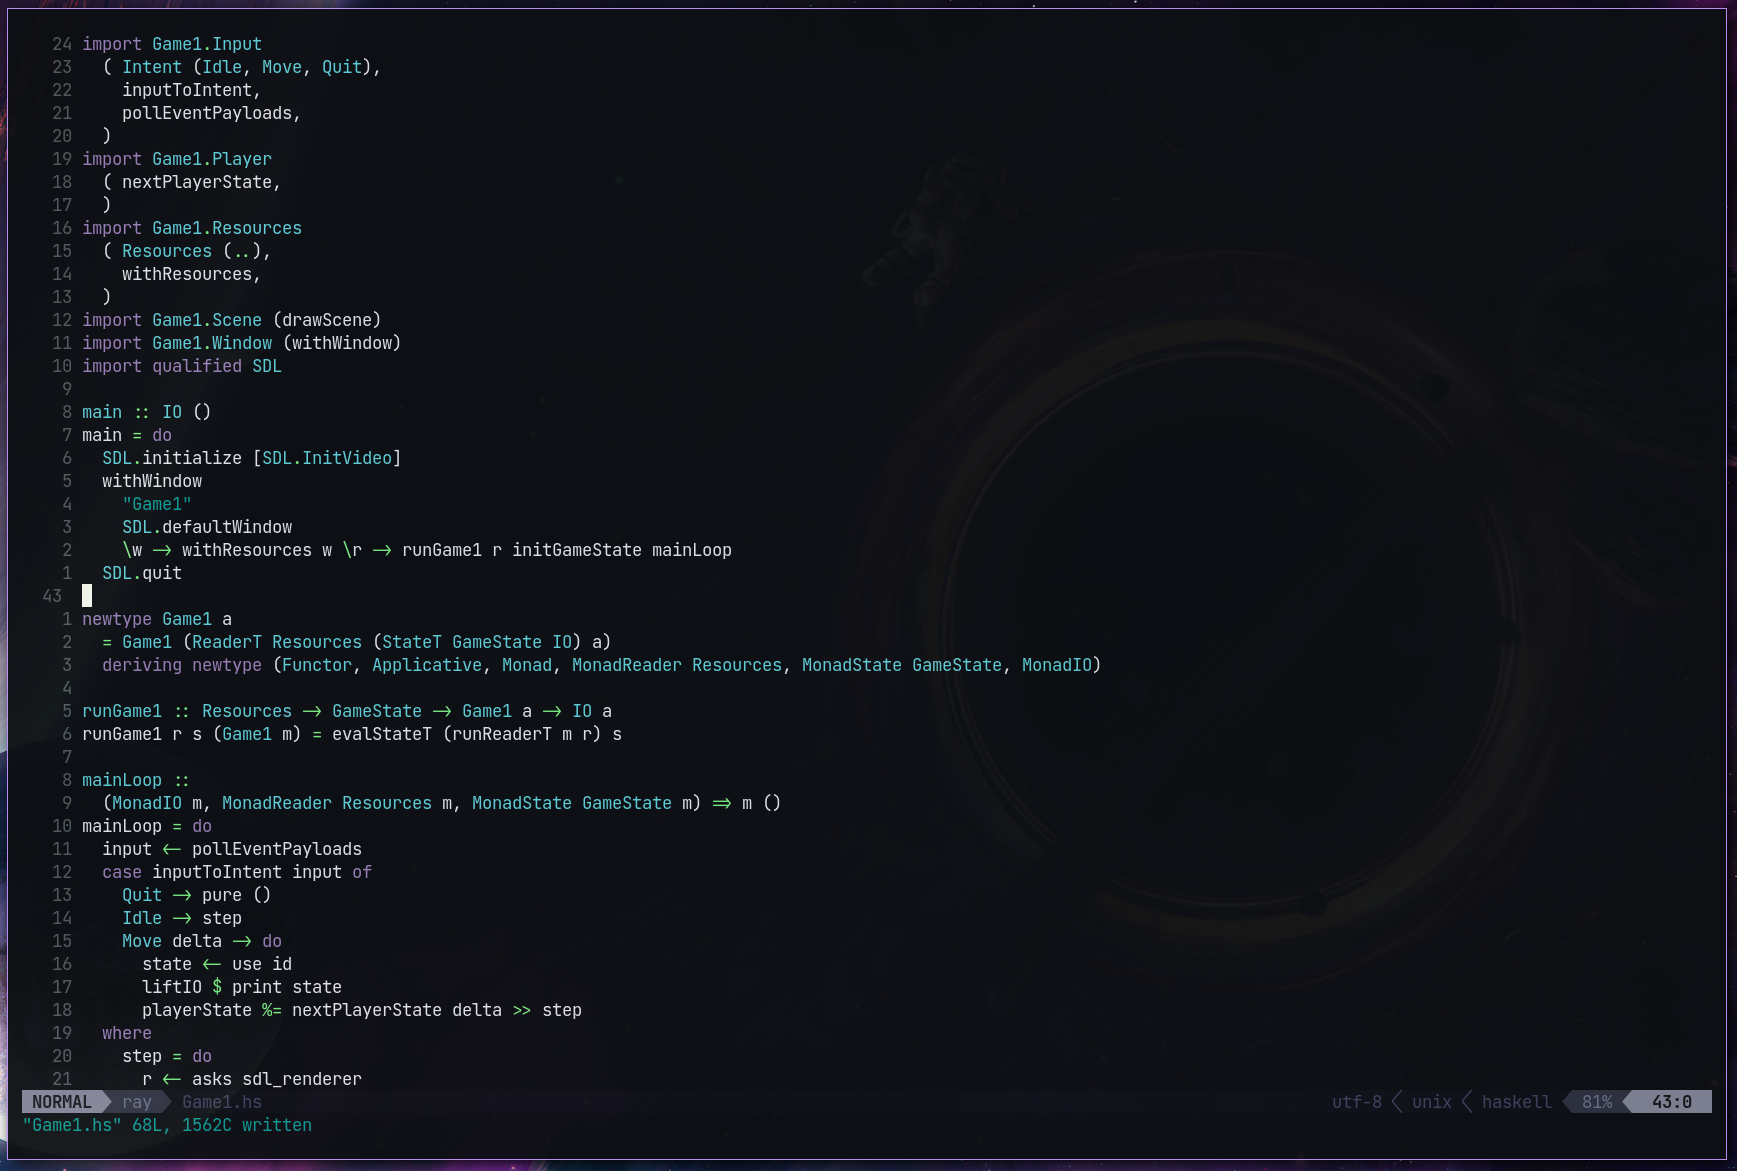 24 import Game1.Input
23   ( Intent (Idle, Move, Quit),
22     inputToIntent,
21     pollEventPayloads,
20   )
19 import Game1.Player
18   ( nextPlayerState,
17   )
16 import Game1.Resources
15   ( Resources (..),
14     withResources,
13   )
12 import Game1.Scene (drawScene)
11 import Game1.Window (withWindow)
10 import qualified SDL
9
8 main :: IO ()
7 main = do
6   SDL.initialize [SDL.InitVideo]
5   withWindow
4     "Game1"
3     SDL.defaultWindow
2     \w -> withResources w \r -> runGame1 r initGameState mainLoop
1   SDL.quit
43
1 newtype Game1 a
2   = Game1 (ReaderT Resources (StateT GameState IO) a)
3   deriving newtype (Functor, Applicative, Monad, MonadReader Resources, MonadState GameState, MonadIO)
4
5 runGame1 :: Resources -> GameState -> Game1 a -> IO a
6 runGame1 r s (Game1 m) = evalStateT (runReaderT m r) s
7
8 mainLoop ::
9   (MonadIO m, MonadReader Resources m, MonadState GameState m) => m ()
10 mainLoop = do
11   input <- pollEventPayloads
12   case inputToIntent input of
13     Quit -> pure ()
14     Idle -> step
15     Move delta -> do
16       state <- use id
17       liftIO $ print state
18       playerState %= nextPlayerState delta >> step
19   where
20     step = do
21       r <- asks sdl_renderer
NORMAL ray Game1.hs utf-8 unix haskell 81% 43:0
"Game1.hs" 68L, 1562C written